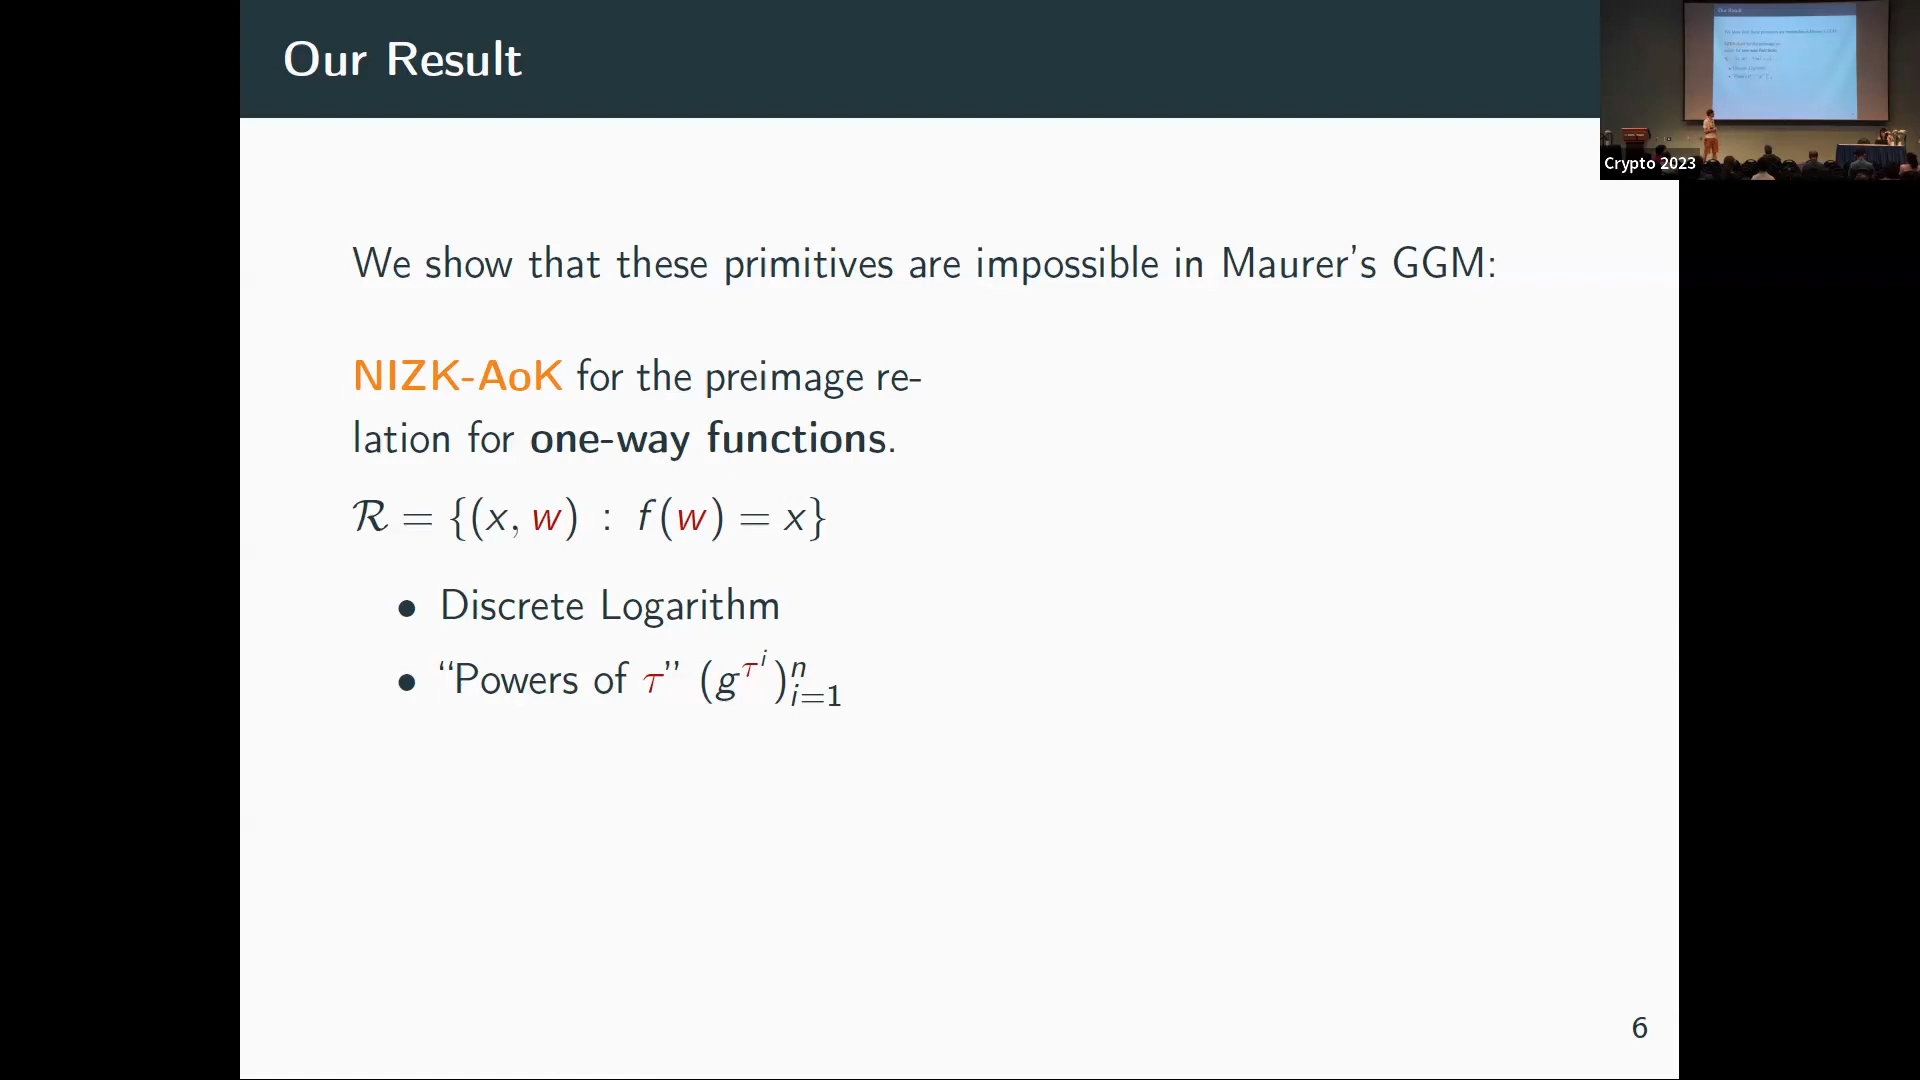 Our Result
We show that these primitives are impossible in Maurer's GGM:
NIZK-AoK for the preimage re-
lation for one-way functions.
R = {(x, w) : f(w) = x}
• Discrete Logarithm
• “Powers of τ” (g^{τ^i})_{i=1}^n
6
Crypto 2023